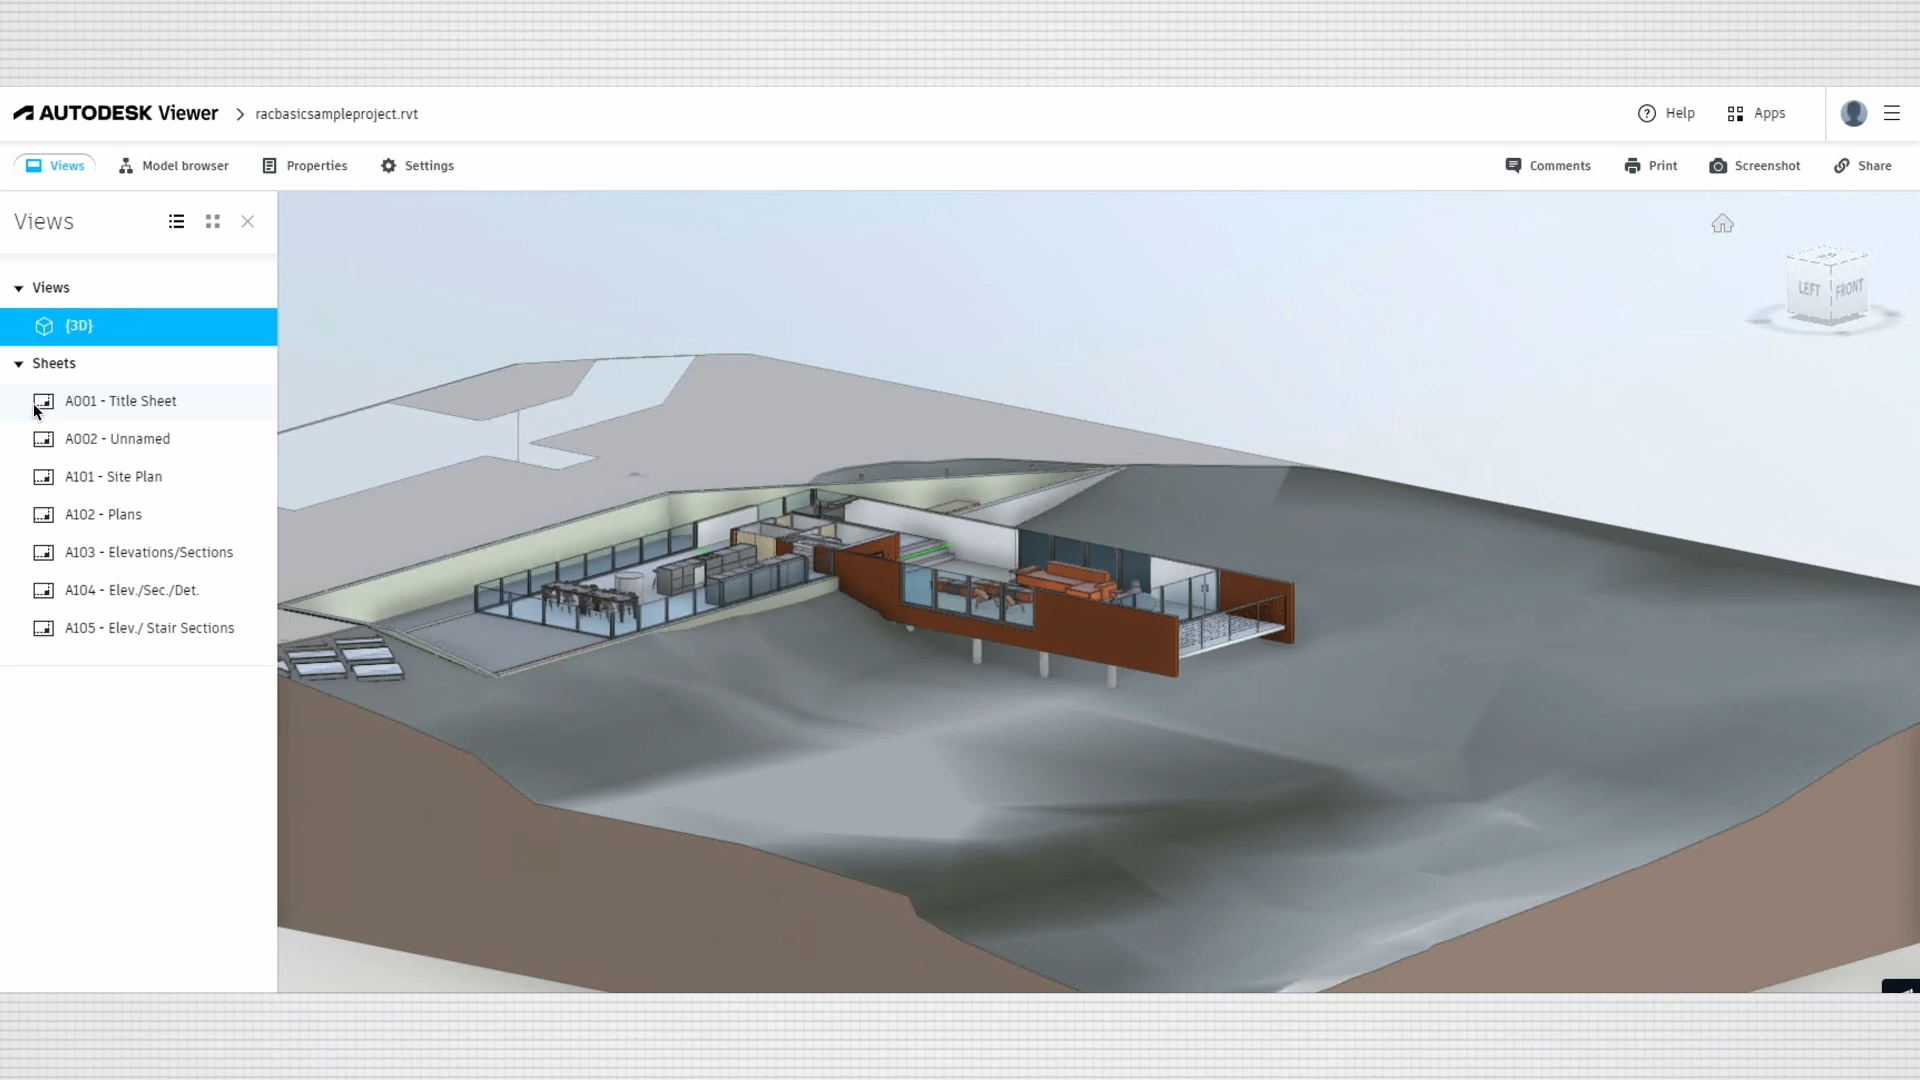 AUTODESK Viewer > racbasicsampleproject.rvt
Help
Apps
Views
Model browser
Properties
Settings
Comments
Print
Screenshot
Share
Views
Views
{3D}
Sheets
A001 - Title Sheet
A002 - Unnamed
A101 - Site Plan
A102 - Plans
A103 - Elevations/Sections
A104 - Elev./Sec./Det.
A105 - Elev./ Stair Sections
LEFT
FRONT